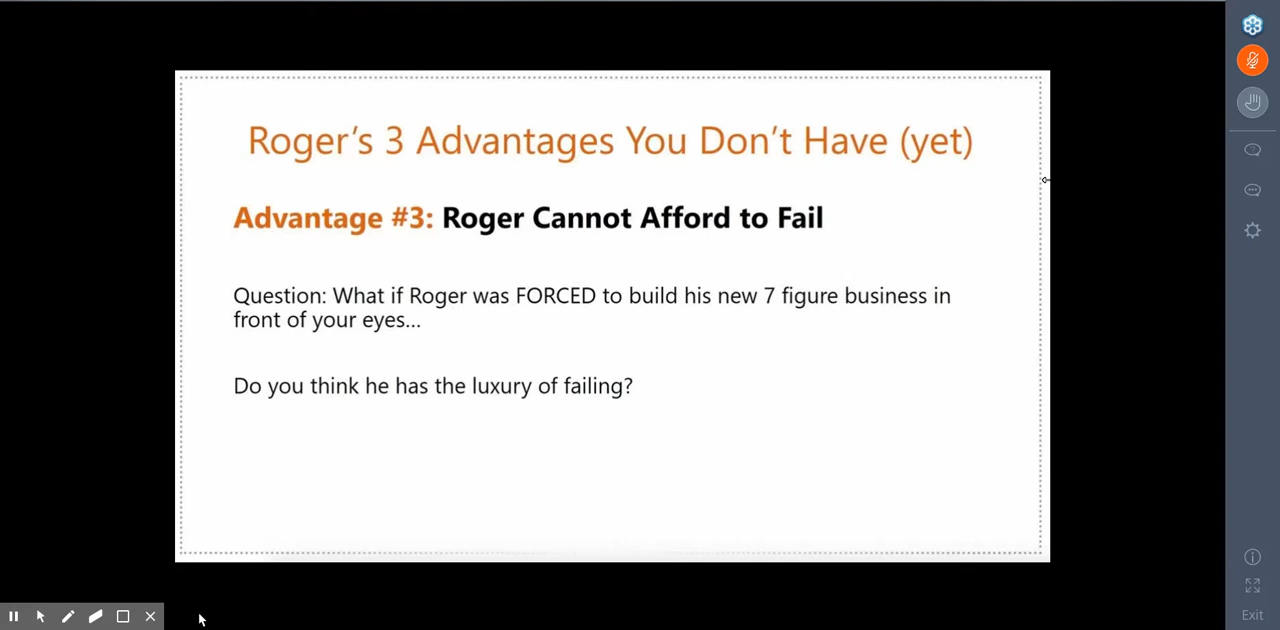 Roger’s 3 Advantages You Don’t Have (yet)
Advantage #3: Roger Cannot Afford to Fail
Question: What if Roger was FORCED to build his new 7 figure business in
front of your eyes...
Do you think he has the luxury of failing?
Exit